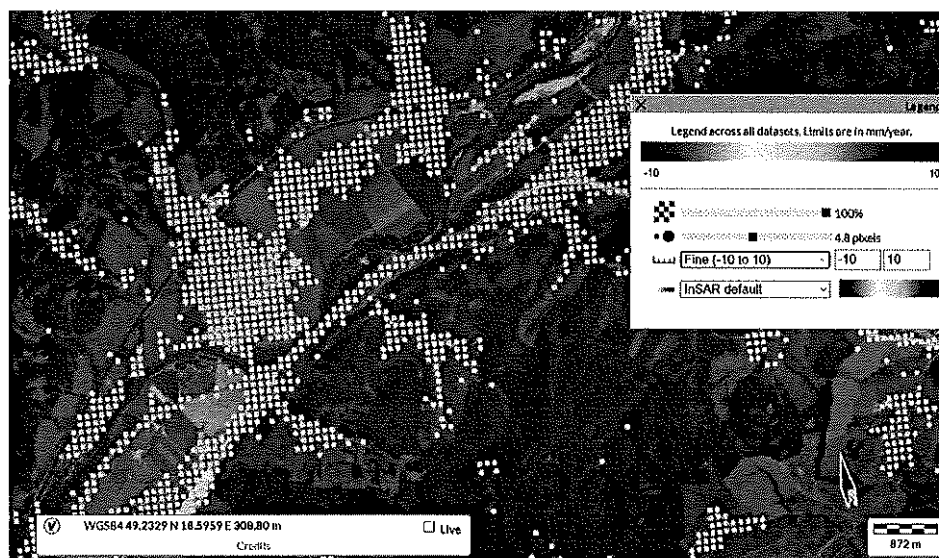 Legend
Legend across all datasets. Limits are in mm/year.
-10 10
100%
4.8 pixels
Fine (-10 to 10) -10 10
InSAR default
WGS84 49.2329 N 18.5959 E 308.80 m Live
Credits
872 m